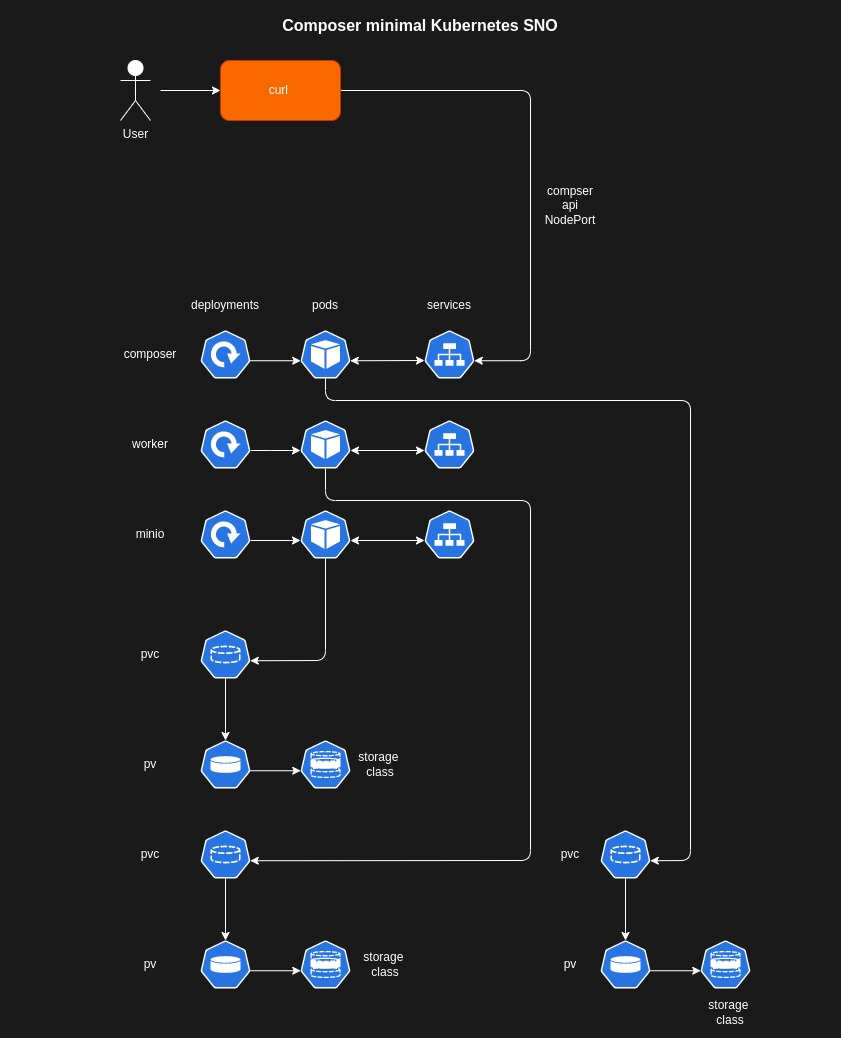 Composer minimal Kubernetes SNO
curl
User
compser
api
NodePort
deployments
pods
services
composer
worker
minio
pvc
pv
storage
class
pvc
pvc
pv
storage
class
pv
storage
class